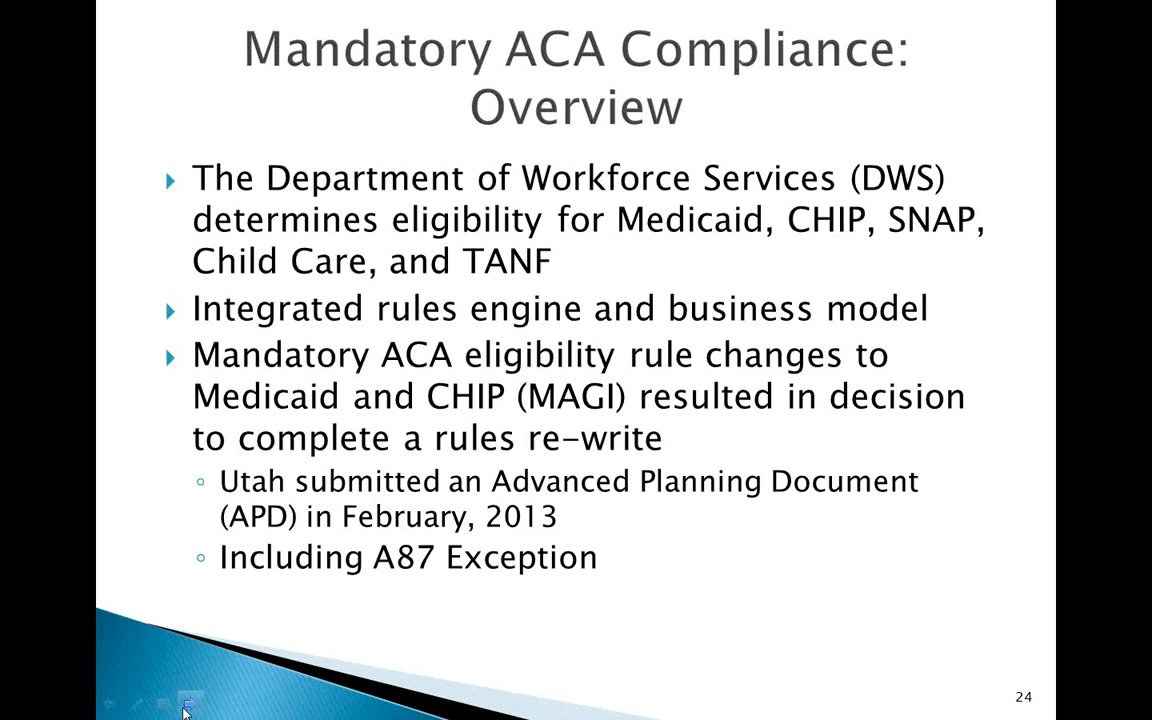 Mandatory ACA Compliance:
Overview
The Department of Workforce Services (DWS)
determines eligibility for Medicaid, CHIP, SNAP,
Child Care, and TANF
Integrated rules engine and business model
Mandatory ACA eligibility rule changes to
Medicaid and CHIP (MAGI) resulted in decision
to complete a rules re-write
Utah submitted an Advanced Planning Document
(APD) in February, 2013
Including A87 Exception
24